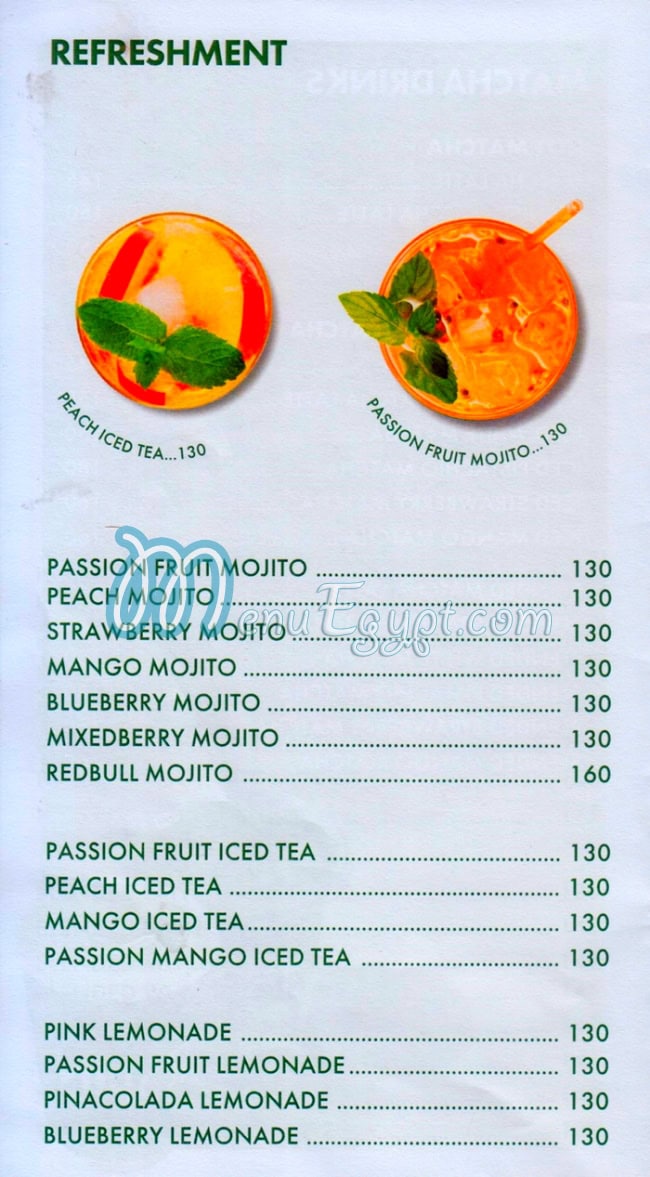 REFRESHMENT
PEACH ICED TEA...130
PASSION FRUIT MOJITO...130
PASSION FRUIT MOJITO ........................................ 130
PEACH MOJITO ........................................ 130
MenuEgypt.com
STRAWBERRY MOJITO ........................................ 130
MANGO MOJITO ........................................ 130
BLUEBERRY MOJITO ........................................ 130
MIXEDBERRY MOJITO ........................................ 130
REDBULL MOJITO ........................................ 160
PASSION FRUIT ICED TEA ........................................ 130
PEACH ICED TEA ........................................ 130
MANGO ICED TEA ........................................ 130
PASSION MANGO ICED TEA ........................................ 130
PINK LEMONADE ........................................ 130
PASSION FRUIT LEMONADE ........................................ 130
PINACOLADA LEMONADE ........................................ 130
BLUEBERRY LEMONADE ........................................ 130